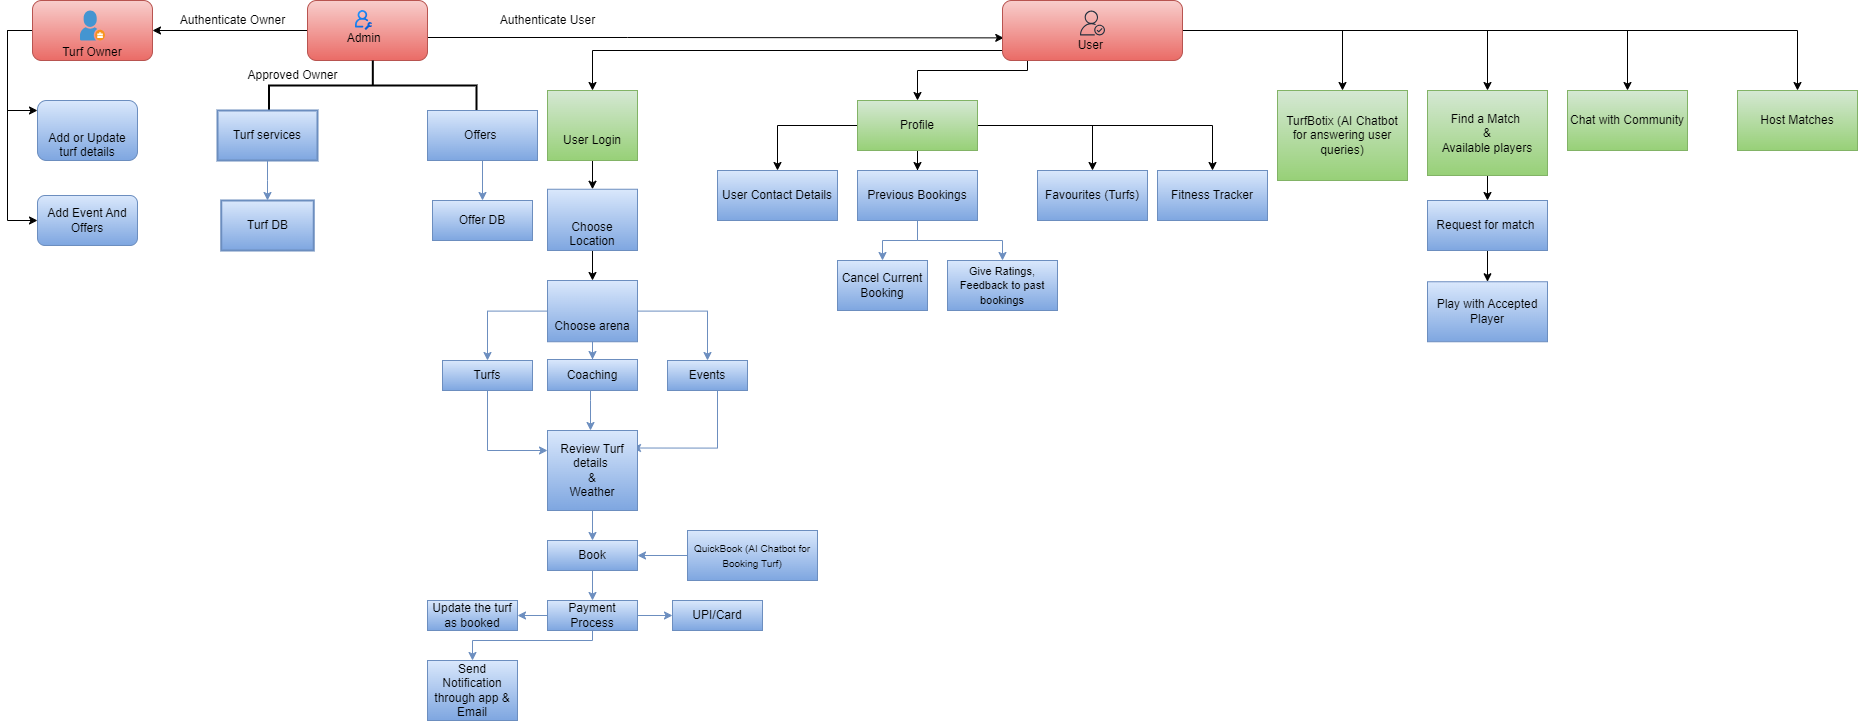 Authenticate Owner
Authenticate User
Turf Owner
Admin
User
Approved Owner
Add or Update
turf details
Turf services
Offers
User Login
Profile
TurfBotix (AI Chatbot
for answering user
queries)
Find a Match
&
Available players
Chat with Community
Host Matches
Add Event And
Offers
Turf DB
Offer DB
Choose
Location
User Contact Details
Previous Bookings
Favourites (Turfs)
Fitness Tracker
Request for match
Cancel Current
Booking
Give Ratings,
Feedback to past
bookings
Play with Accepted
Player
Choose arena
Turfs
Coaching
Events
Review Turf
details
&
Weather
Book
QuickBook (AI Chatbot for
Booking Turf)
Update the turf
as booked
Payment
Process
UPI/Card
Send
Notification
through app &
Email